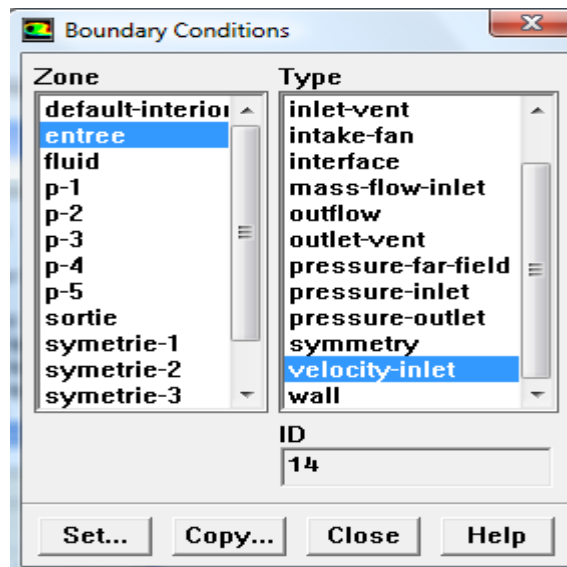 Boundary Conditions
Zone
default-interior
entree
fluid
p-1
p-2
p-3
p-4
p-5
sortie
symetrie-1
symetrie-2
symetrie-3
Type
inlet-vent
intake-fan
interface
mass-flow-inlet
outflow
outlet-vent
pressure-far-field
pressure-inlet
pressure-outlet
symmetry
velocity-inlet
wall
ID
14
Set...
Copy...
Close
Help